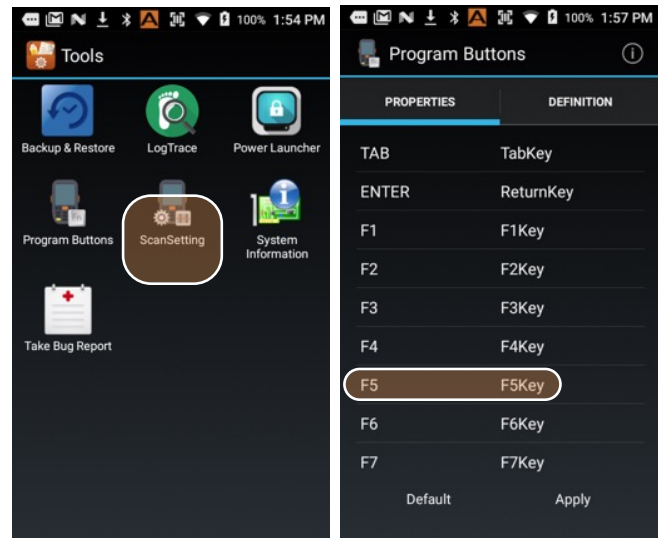 100% 1:54 PM
Tools
Backup & Restore
LogTrace
Power Launcher
Program Buttons
ScanSetting
System
Information
Take Bug Report
100% 1:57 PM
Program Buttons
PROPERTIES DEFINITION
TAB TabKey
ENTER ReturnKey
F1 F1Key
F2 F2Key
F3 F3Key
F4 F4Key
F5 F5Key
F6 F6Key
F7 F7Key
Default Apply